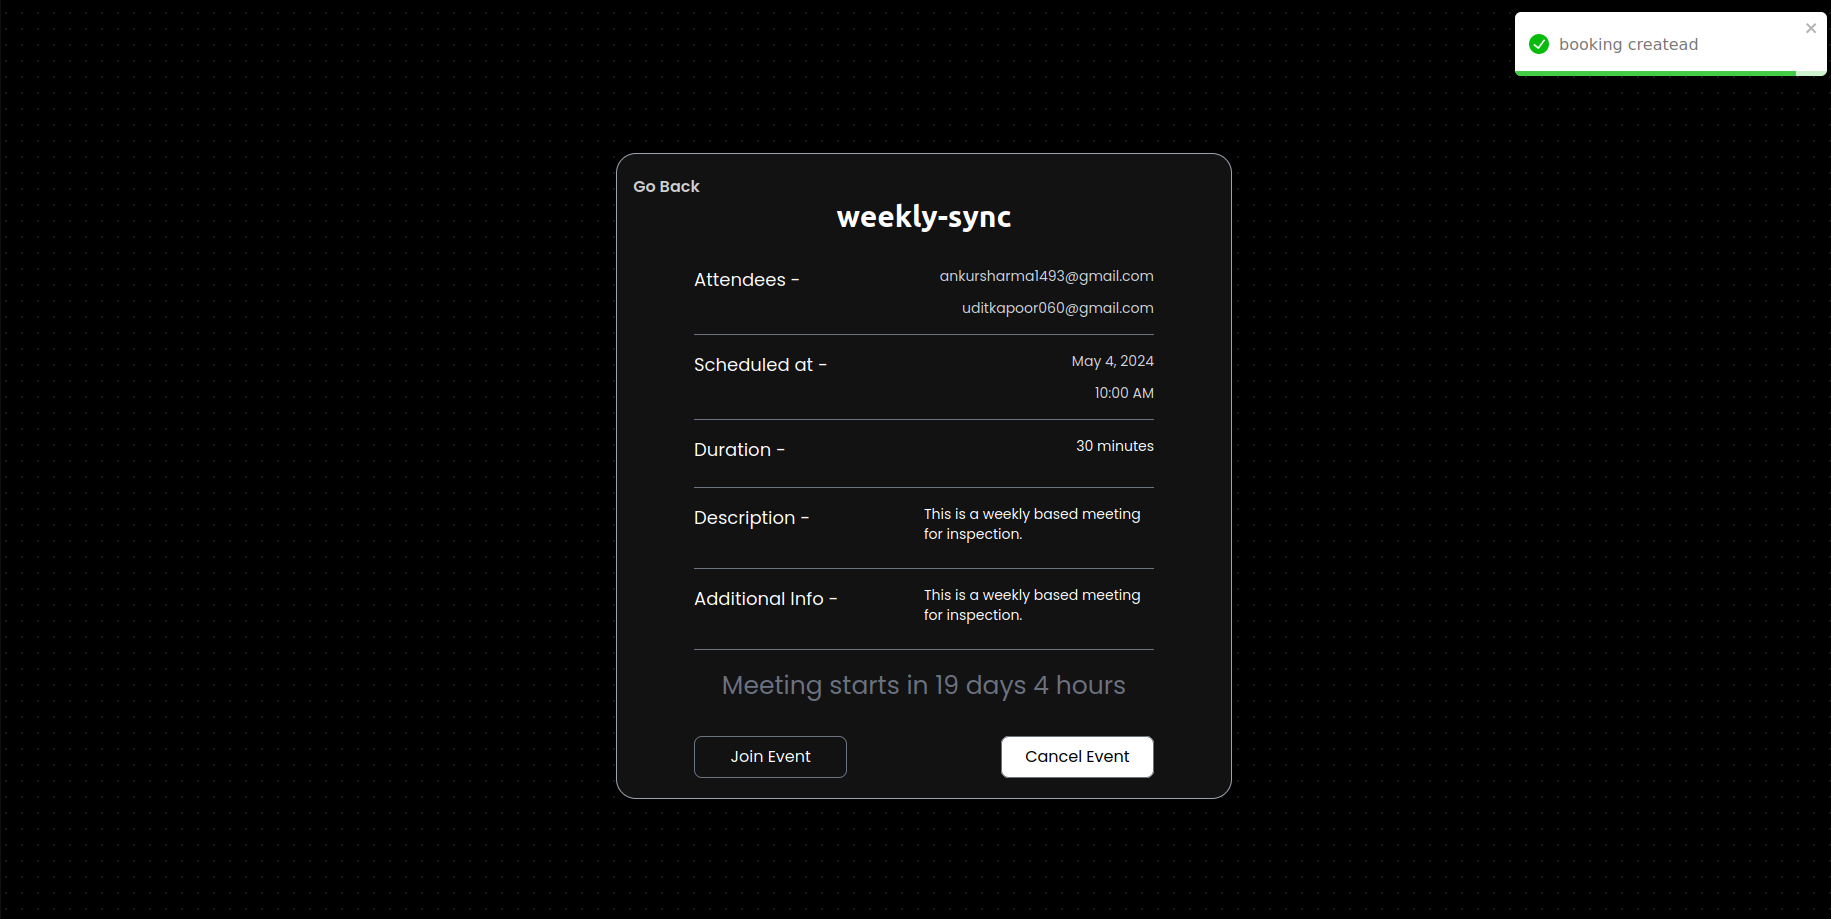 booking createad
Go Back
weekly-sync
Attendees -
ankursharma1493@gmail.com
uditkapoor060@gmail.com
Scheduled at -
May 4, 2024
10:00 AM
Duration -
30 minutes
Description -
This is a weekly based meeting
for inspection.
Additional Info -
This is a weekly based meeting
for inspection.
Meeting starts in 19 days 4 hours
Join Event
Cancel Event